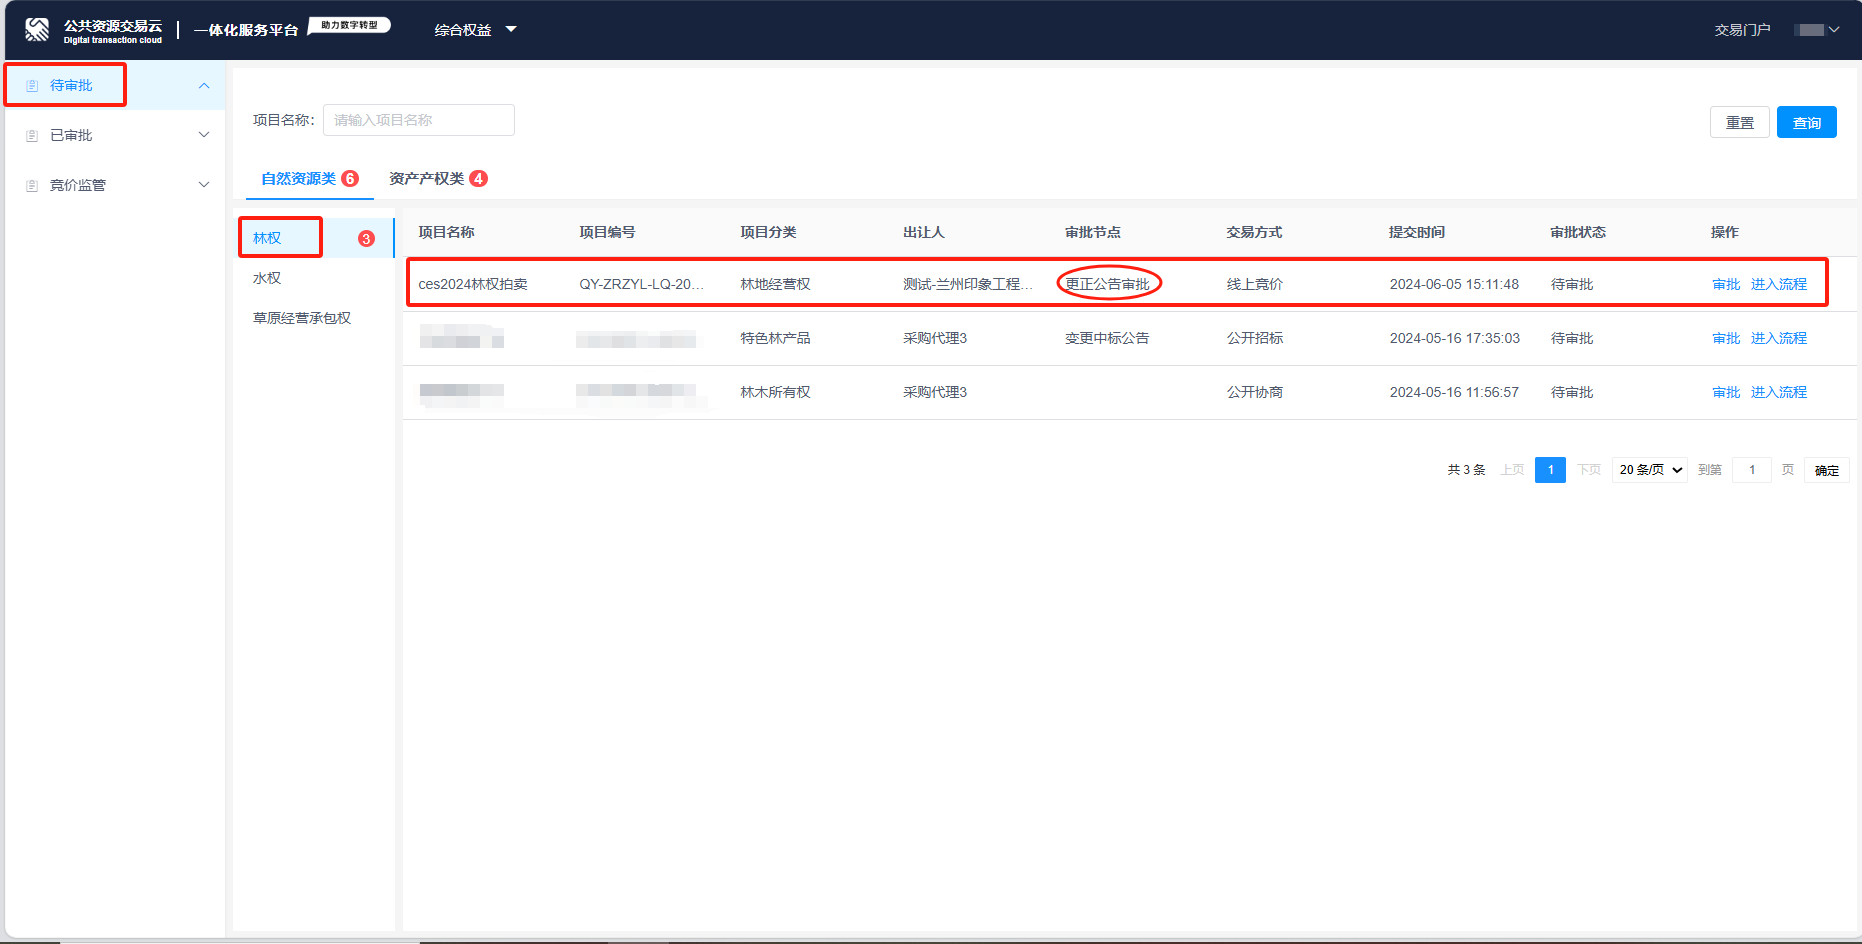 公共资源交易云
Digital transaction cloud
一体化服务平台
助力数字转型
综合权益
交易门户
待审批
已审批
竞价监管
项目名称：
请输入项目名称
重置
查询
自然资源类 6
资产产权类 4
林权 3
水权
草原经营承包权
项目名称 项目编号 项目分类 出让人 审批节点 交易方式 提交时间 审批状态 操作
ces2024林权拍卖 QY-ZRZYL-LQ-20... 林地经营权 测试-兰州印象工程... 更正公告审批 线上竞价 2024-06-05 15:11:48 待审批 审批 进入流程
特色林产品 采购代理3 变更中标公告 公开招标 2024-05-16 17:35:03 待审批 审批 进入流程
林木所有权 采购代理3 公开协商 2024-05-16 11:56:57 待审批 审批 进入流程
共 3 条 上页 1 下页 20 条/页 到第 1 页 确定